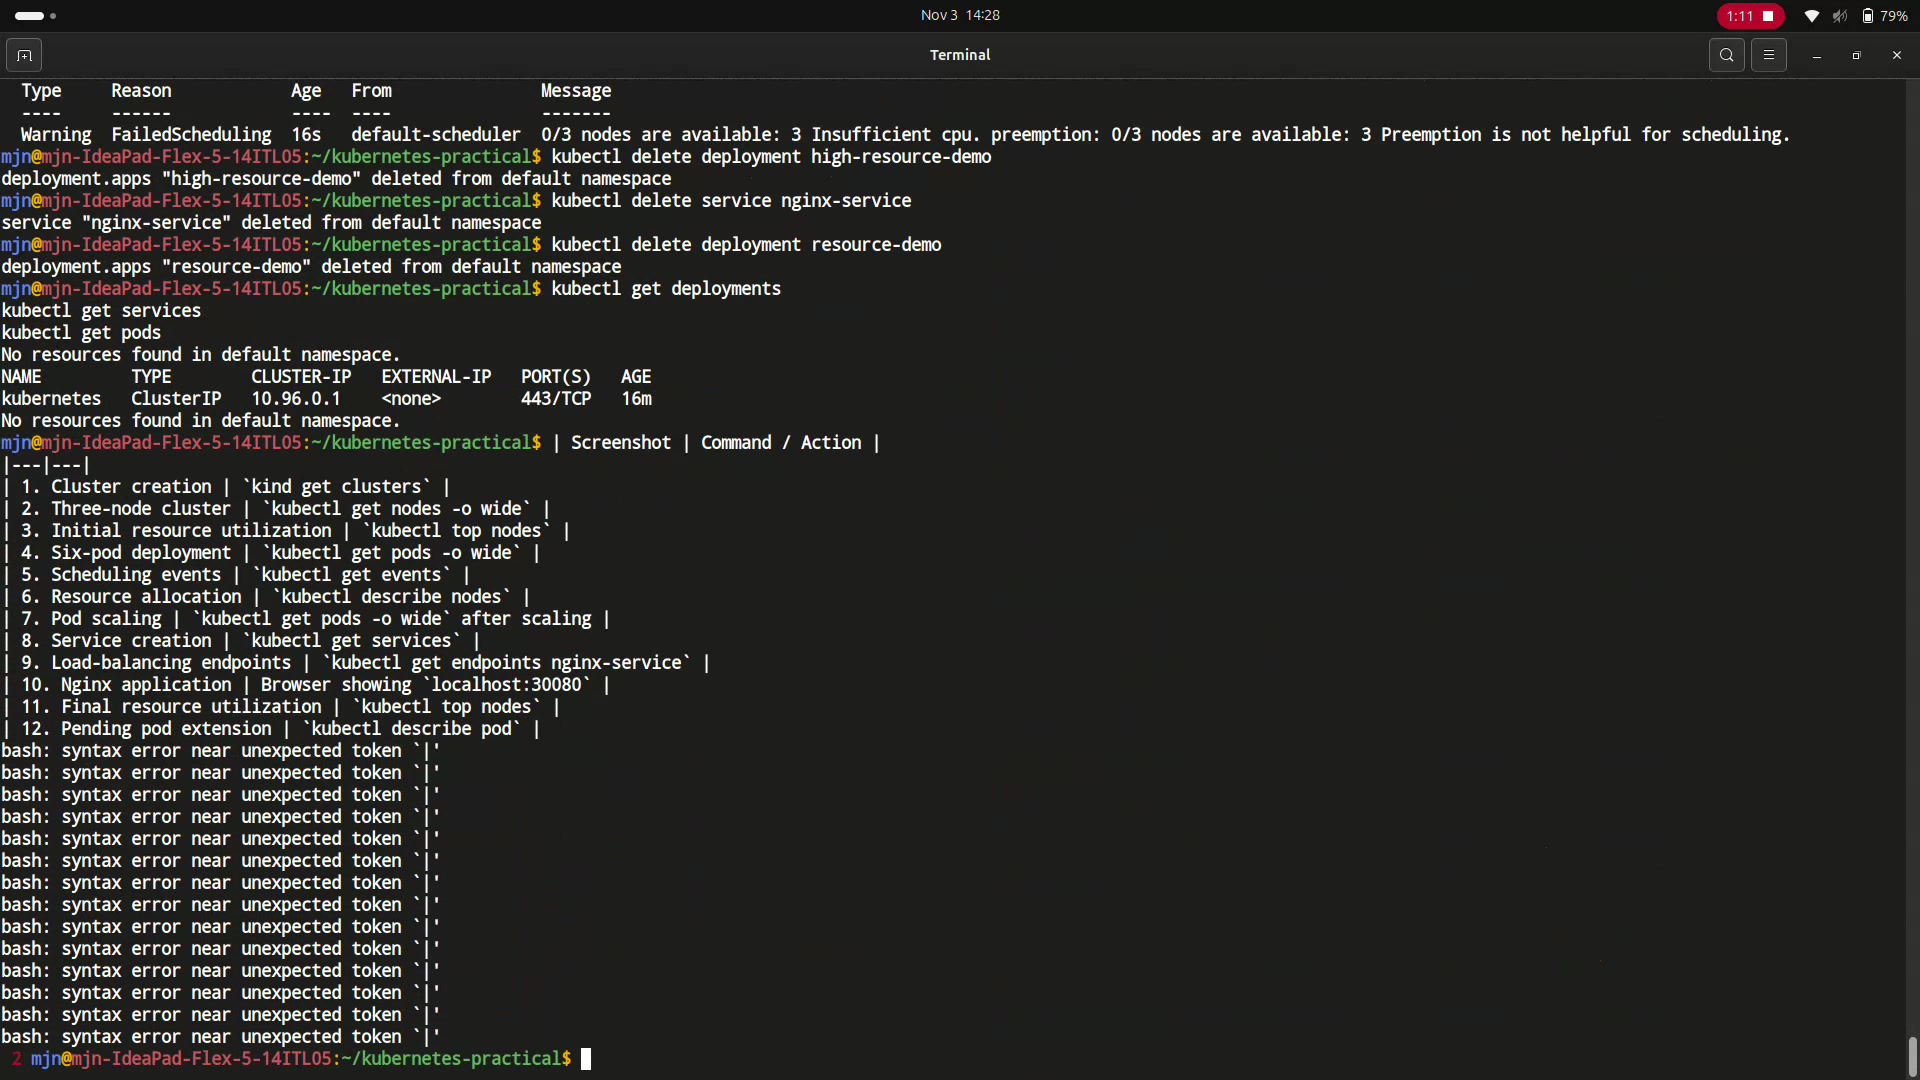 Nov 3 14:28
1:11
79%
Terminal
Type Reason Age From Message
---- ------ ---- ---- -------
Warning FailedScheduling 16s default-scheduler 0/3 nodes are available: 3 Insufficient cpu. preemption: 0/3 nodes are available: 3 Preemption is not helpful for scheduling.
mjn@mjn-IdeaPad-Flex-5-14ITL05:~/kubernetes-practical$ kubectl delete deployment high-resource-demo
deployment.apps "high-resource-demo" deleted from default namespace
mjn@mjn-IdeaPad-Flex-5-14ITL05:~/kubernetes-practical$ kubectl delete service nginx-service
service "nginx-service" deleted from default namespace
mjn@mjn-IdeaPad-Flex-5-14ITL05:~/kubernetes-practical$ kubectl delete deployment resource-demo
deployment.apps "resource-demo" deleted from default namespace
mjn@mjn-IdeaPad-Flex-5-14ITL05:~/kubernetes-practical$ kubectl get deployments
kubectl get services
kubectl get pods
No resources found in default namespace.
NAME TYPE CLUSTER-IP EXTERNAL-IP PORT(S) AGE
kubernetes ClusterIP 10.96.0.1 <none> 443/TCP 16m
No resources found in default namespace.
mjn@mjn-IdeaPad-Flex-5-14ITL05:~/kubernetes-practical$ | Screenshot | Command / Action |
|---|---|
| 1. Cluster creation | `kind get clusters` |
| 2. Three-node cluster | `kubectl get nodes -o wide` |
| 3. Initial resource utilization | `kubectl top nodes` |
| 4. Six-pod deployment | `kubectl get pods -o wide` |
| 5. Scheduling events | `kubectl get events` |
| 6. Resource allocation | `kubectl describe nodes` |
| 7. Pod scaling | `kubectl get pods -o wide` after scaling |
| 8. Service creation | `kubectl get services` |
| 9. Load-balancing endpoints | `kubectl get endpoints nginx-service` |
| 10. Nginx application | Browser showing `localhost:30080` |
| 11. Final resource utilization | `kubectl top nodes` |
| 12. Pending pod extension | `kubectl describe pod` |
bash: syntax error near unexpected token `|'
bash: syntax error near unexpected token `|'
bash: syntax error near unexpected token `|'
bash: syntax error near unexpected token `|'
bash: syntax error near unexpected token `|'
bash: syntax error near unexpected token `|'
bash: syntax error near unexpected token `|'
bash: syntax error near unexpected token `|'
bash: syntax error near unexpected token `|'
bash: syntax error near unexpected token `|'
bash: syntax error near unexpected token `|'
bash: syntax error near unexpected token `|'
bash: syntax error near unexpected token `|'
bash: syntax error near unexpected token `|'
2 mjn@mjn-IdeaPad-Flex-5-14ITL05:~/kubernetes-practical$